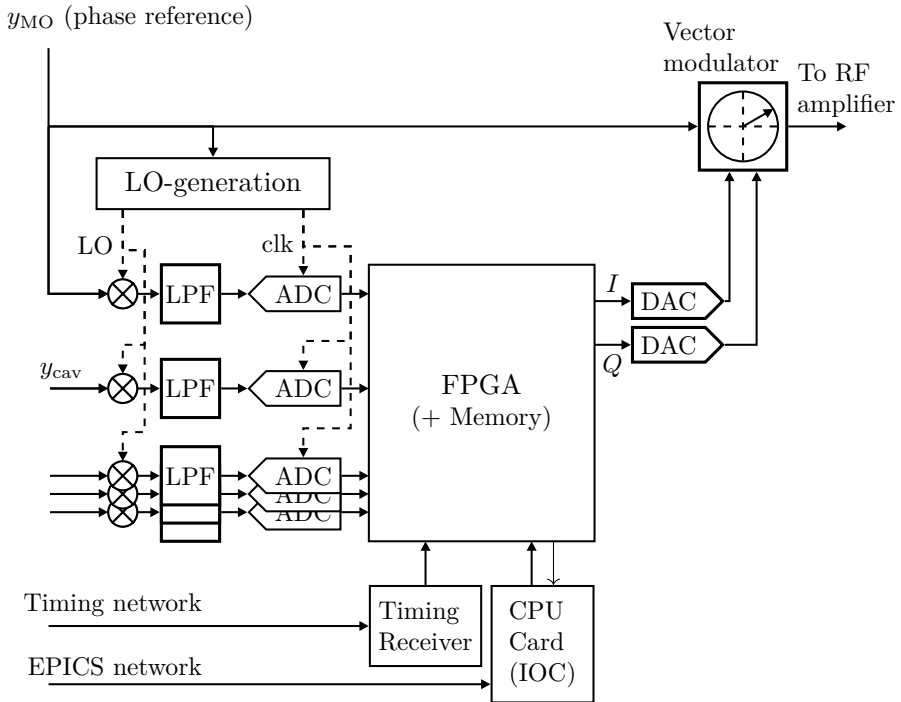 y_MO (phase reference)
Vector
modulator
To RF
amplifier
LO-generation
LO
clk
LPF
ADC
I
DAC
DAC
Q
y_cav
LPF
ADC
FPGA
(+ Memory)
LPF
ADC
ADC
ADC
Timing network
Timing
Receiver
CPU
Card
(IOC)
EPICS network